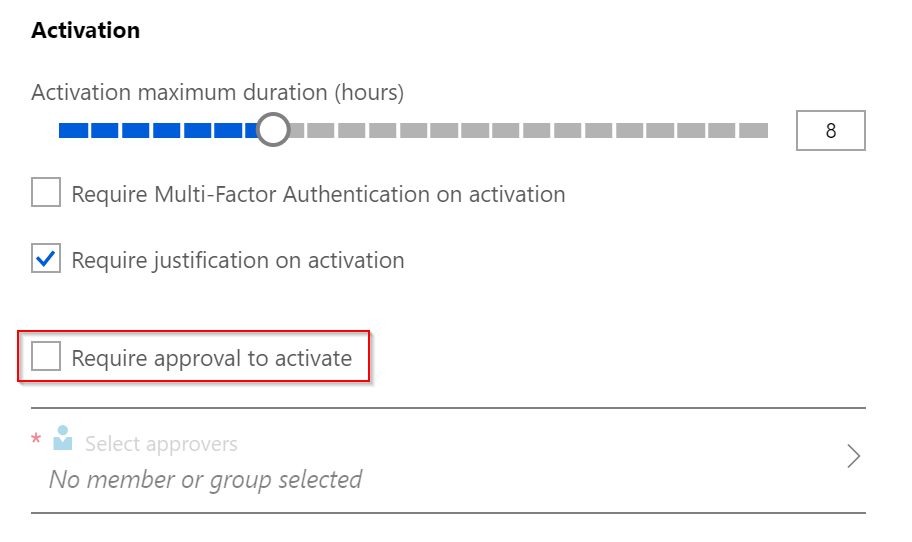 Activation
Activation maximum duration (hours)
8
Require Multi-Factor Authentication on activation
Require justification on activation
Require approval to activate
* Select approvers
No member or group selected